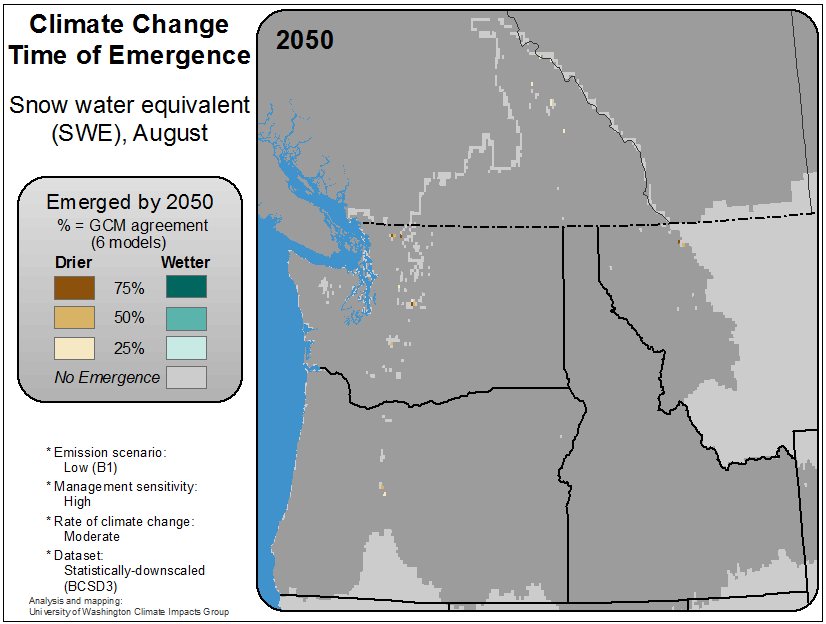 Climate Change
Time of Emergence
Snow water equivalent
(SWE), August
Emerged by 2050
% = GCM agreement
(6 models)
Drier Wetter
75%
50%
25%
No Emergence
* Emission scenario:
Low (B1)
* Management sensitivity:
High
* Rate of climate change:
Moderate
* Dataset:
Statistically-downscaled
(BCSD3)
Analysis and mapping:
University of Washington Climate Impacts Group
2050